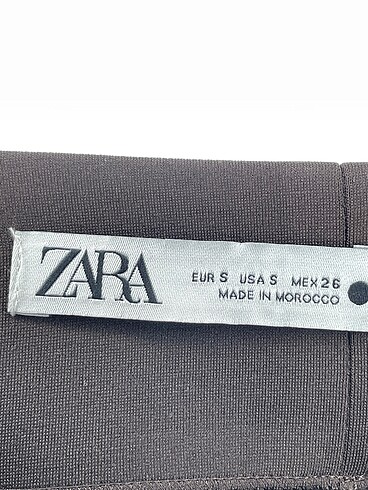 ZARA
EUR S USA S MEX 26
MADE IN MOROCCO